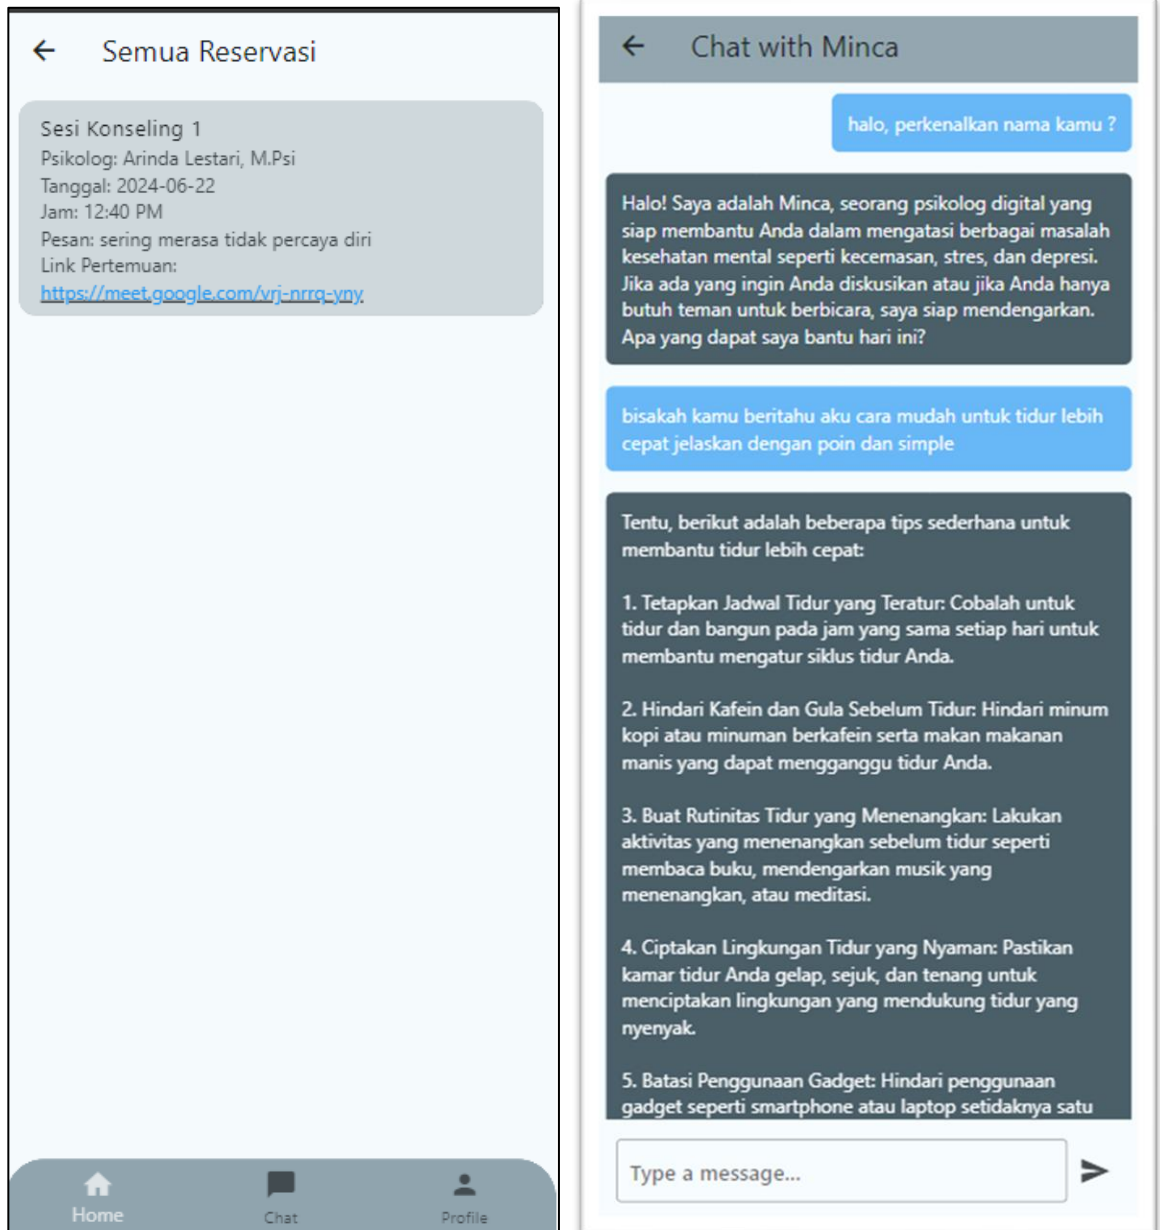 Semua Reservasi
Sesi Konseling 1
Psikolog: Arinda Lestari, M.Psi
Tanggal: 2024-06-22
Jam: 12:40 PM
Pesan: sering merasa tidak percaya diri
Link Pertemuan:
https://meet.google.com/vrj-nrrq-yny
Home
Chat
Profile
Chat with Minca
halo, perkenalkan nama kamu ?
Halo! Saya adalah Minca, seorang psikolog digital yang
siap membantu Anda dalam mengatasi berbagai masalah
kesehatan mental seperti kecemasan, stres, dan depresi.
Jika ada yang ingin Anda diskusikan atau jika Anda hanya
butuh teman untuk berbicara, saya siap mendengarkan.
Apa yang dapat saya bantu hari ini?
bisakah kamu beritahu aku cara mudah untuk tidur lebih
cepat jelaskan dengan poin dan simple
Tentu, berikut adalah beberapa tips sederhana untuk
membantu tidur lebih cepat:
1. Tetapkan Jadwal Tidur yang Teratur: Cobalah untuk
tidur dan bangun pada jam yang sama setiap hari untuk
membantu mengatur siklus tidur Anda.
2. Hindari Kafein dan Gula Sebelum Tidur: Hindari minum
kopi atau minuman berkafein serta makan makanan
manis yang dapat mengganggu tidur Anda.
3. Buat Rutinitas Tidur yang Menenangkan: Lakukan
aktivitas yang menenangkan sebelum tidur seperti
membaca buku, mendengarkan musik yang
menenangkan, atau meditasi.
4. Ciptakan Lingkungan Tidur yang Nyaman: Pastikan
kamar tidur Anda gelap, sejuk, dan tenang untuk
menciptakan lingkungan yang mendukung tidur yang
nyenyak.
5. Batasi Penggunaan Gadget: Hindari penggunaan
gadget seperti smartphone atau laptop setidaknya satu
Type a message...